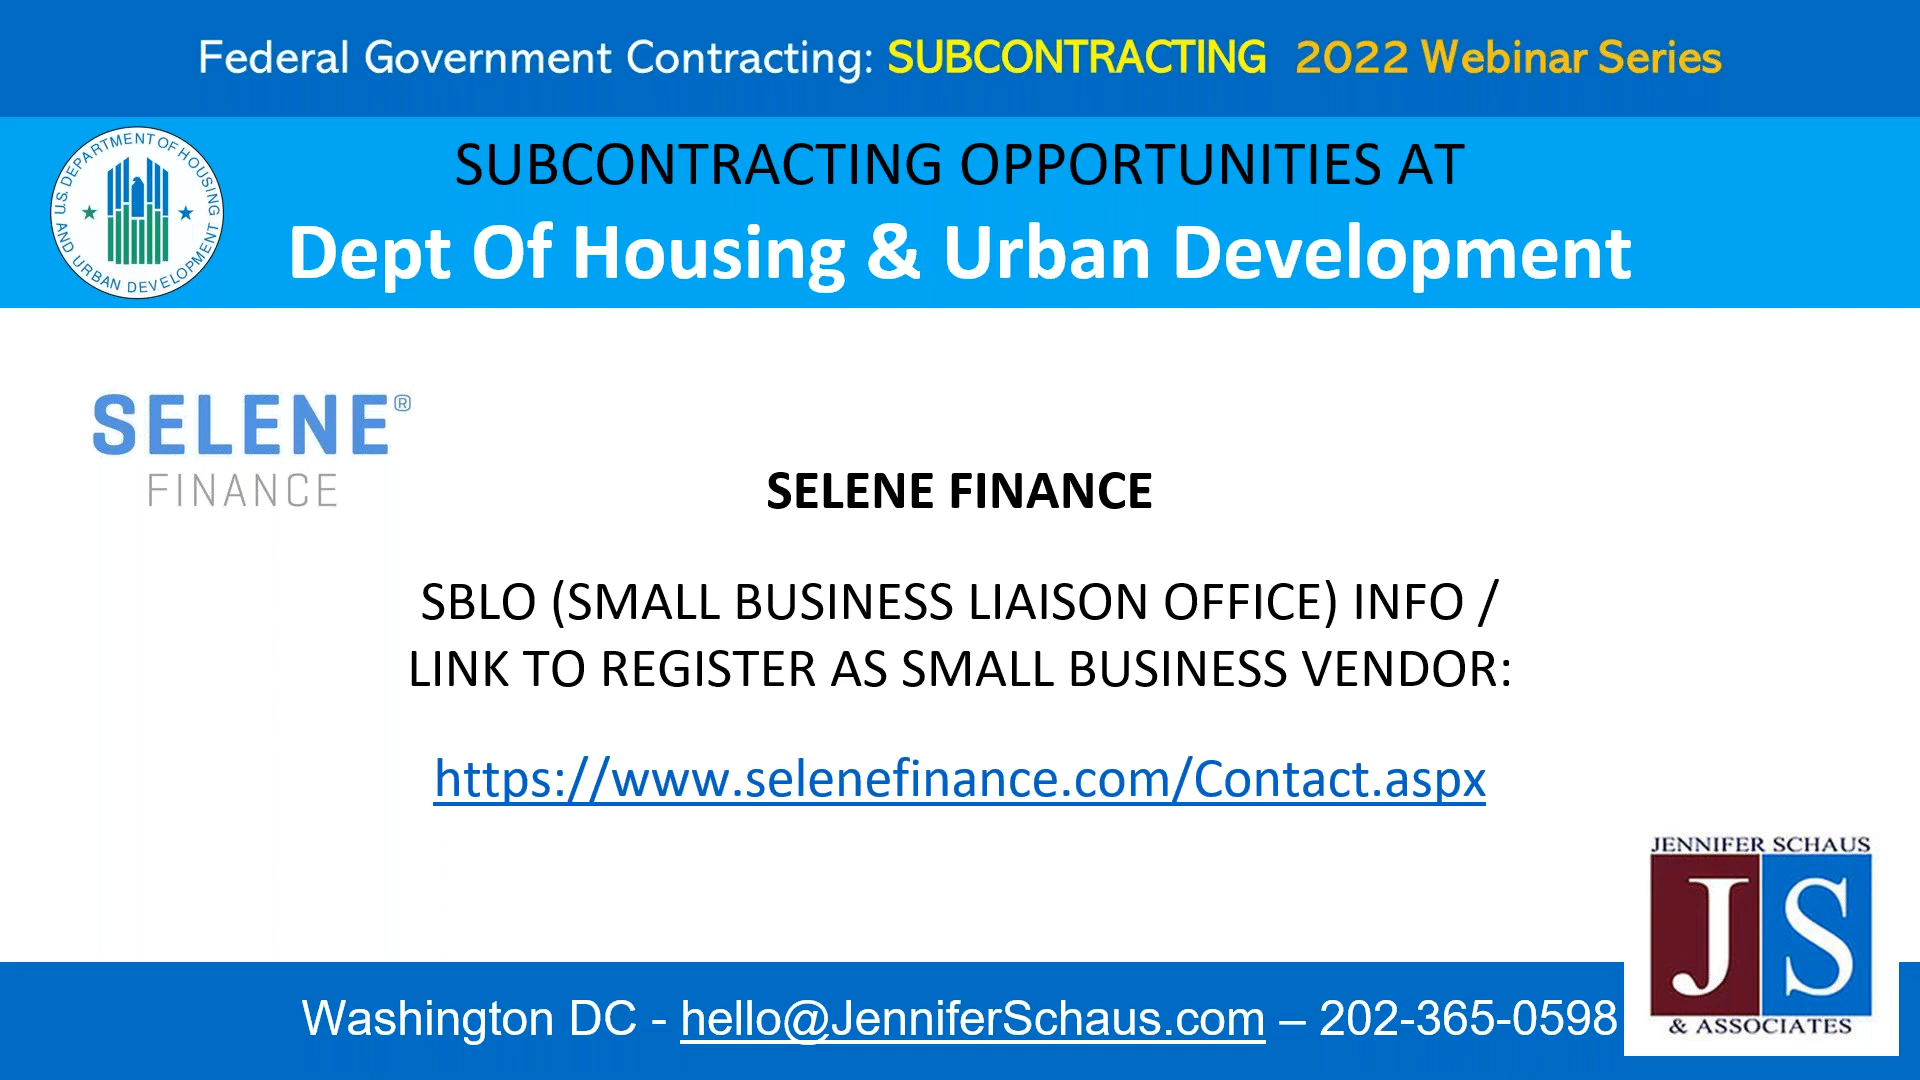 Federal Government Contracting: SUBCONTRACTING 2022 Webinar Series
U.S. DEPARTMENT OF HOUSING AND URBAN DEVELOPMENT
SUBCONTRACTING OPPORTUNITIES AT
Dept Of Housing & Urban Development
SELENE®
FINANCE
SELENE FINANCE
SBLO (SMALL BUSINESS LIAISON OFFICE) INFO /
LINK TO REGISTER AS SMALL BUSINESS VENDOR:
https://www.selenefinance.com/Contact.aspx
JENNIFER SCHAUS
JS
& ASSOCIATES
Washington DC - hello@JenniferSchaus.com – 202-365-0598